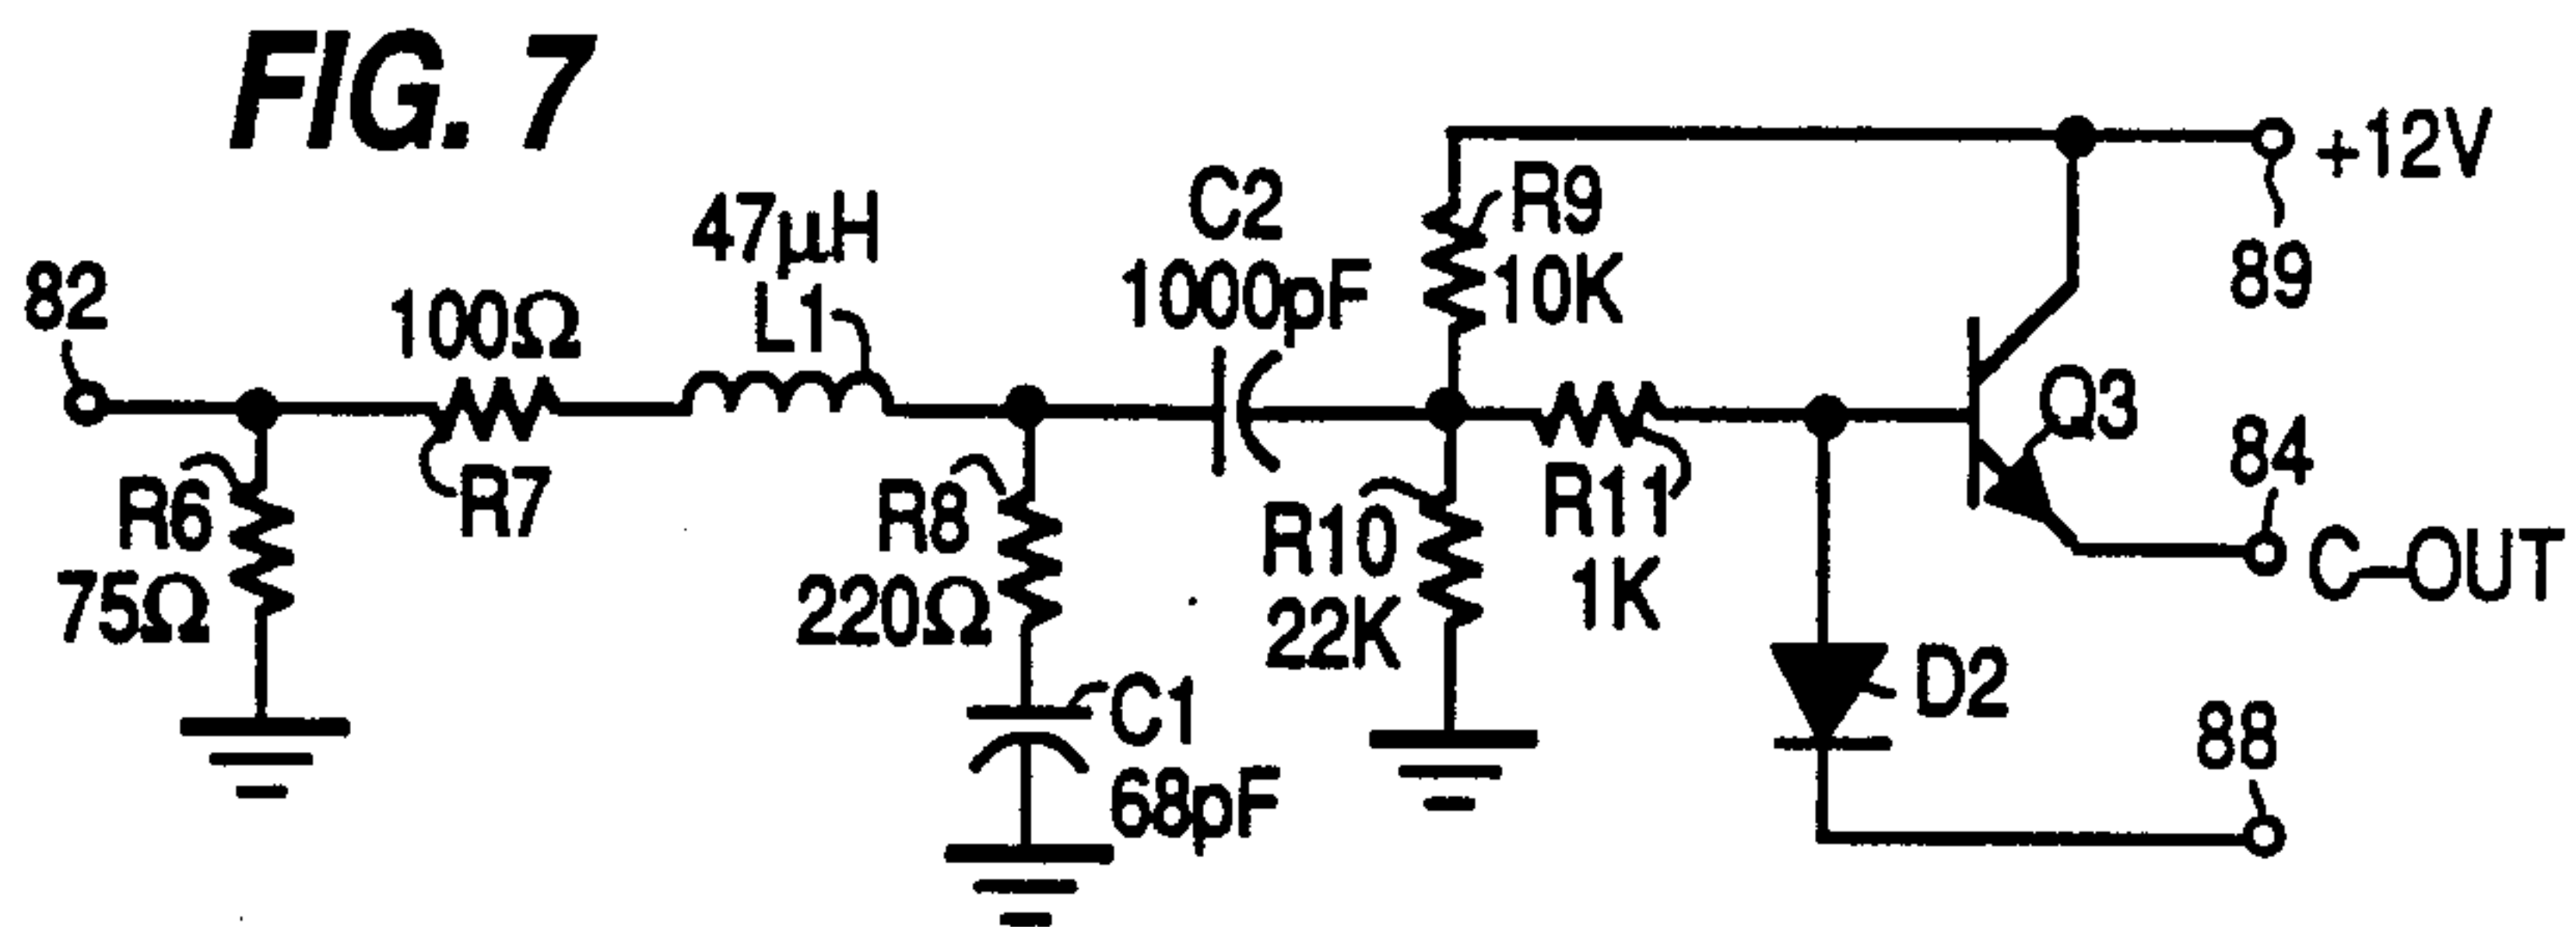 FIG. 7
+12V
89
C2
1000pF
R9
10K
47µH
L1
82
100Ω
R7
R6
75Ω
R8
220Ω
C1
68pF
R10
22K
R11
1K
Q3
84
C-OUT
D2
88